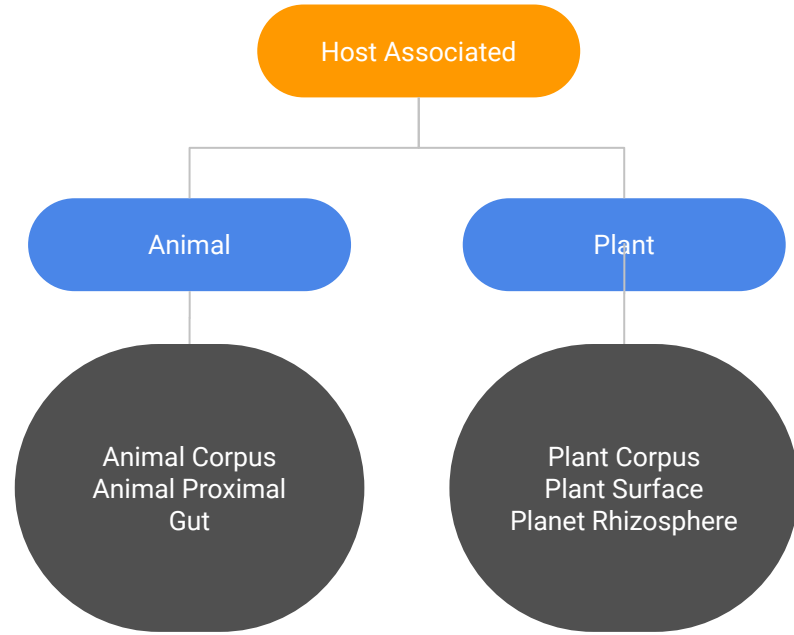 Host Associated
Animal
Plant
Animal Corpus
Animal Proximal
Gut
Plant Corpus
Plant Surface
Planet Rhizosphere